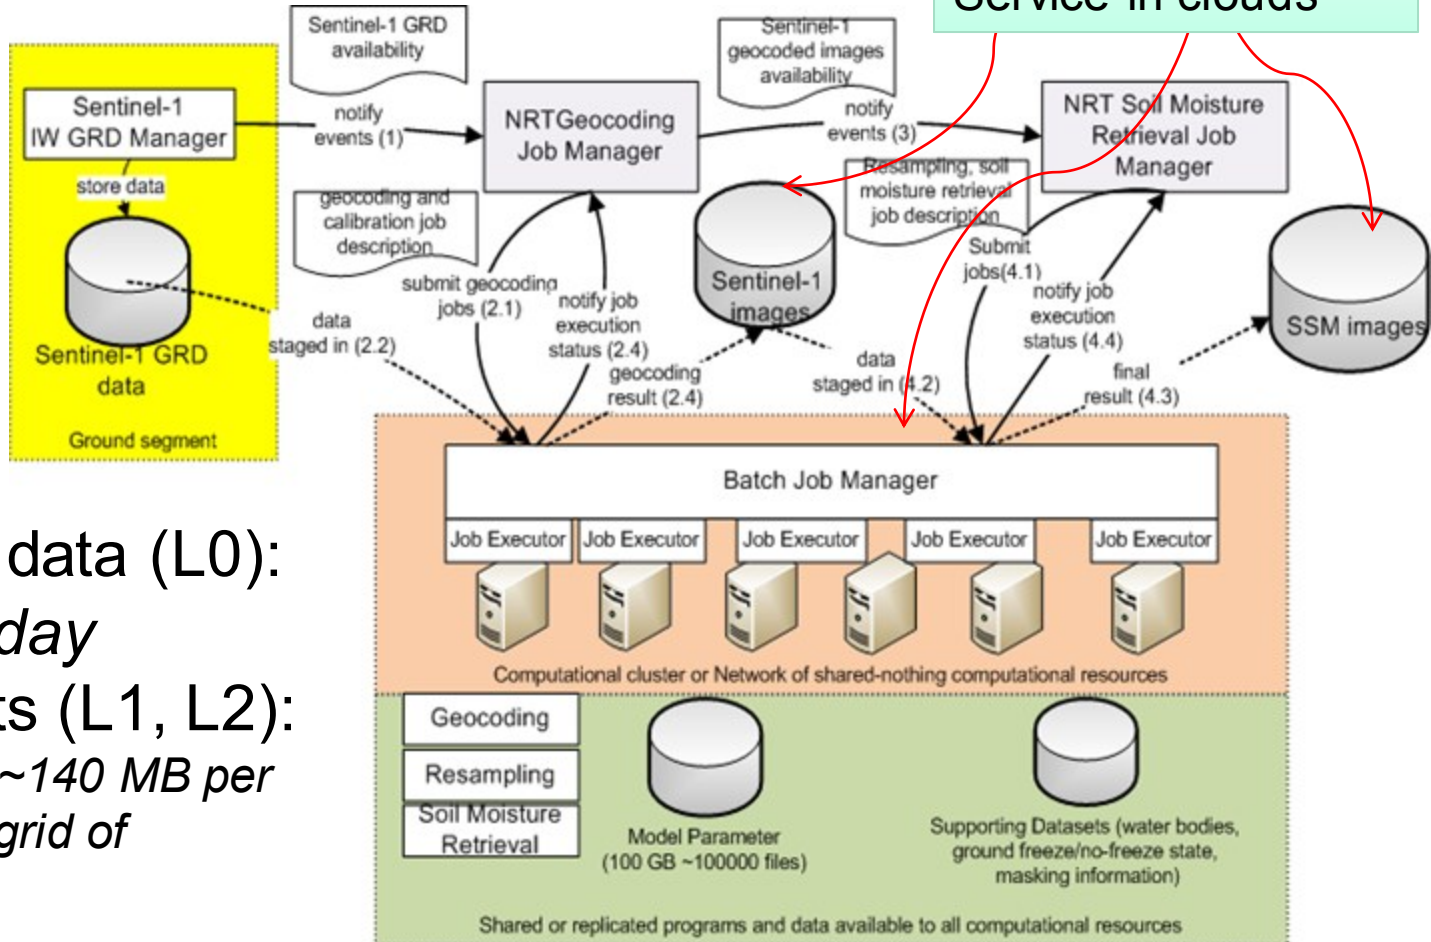 Service in clouds
Sentinel-1 GRD
availability
Sentinel-1
geocoded images
availability
Sentinel-1
IW GRD Manager
notify
events (1)
NRTGeocoding
Job Manager
notify
events (3)
NRT Soil Moisture
Retrieval Job
Manager
store data
geocoding and
calibration job
description
Resampling, soil
moisture retrieval
job description
submit geocoding
jobs (2.1)
notify job
execution
status (2.4)
Sentinel-1
images
Submit
jobs(4.1)
notify job
execution
status (4.4)
SSM images
data
staged in (2.2)
Sentinel-1 GRD
data
geocoding
result (2.4)
data
staged in (4.2)
final
result (4.3)
Ground segment
Batch Job Manager
Job Executor
Job Executor
Job Executor
Job Executor
Job Executor
data (L0):
day
ts (L1, L2):
~140 MB per
grid of
Computational cluster or Network of shared-nothing computational resources
Geocoding
Resampling
Soil Moisture
Retrieval
Model Parameter
(100 GB ~100000 files)
Supporting Datasets (water bodies,
ground freeze/no-freeze state,
masking information)
Shared or replicated programs and data available to all computational resources